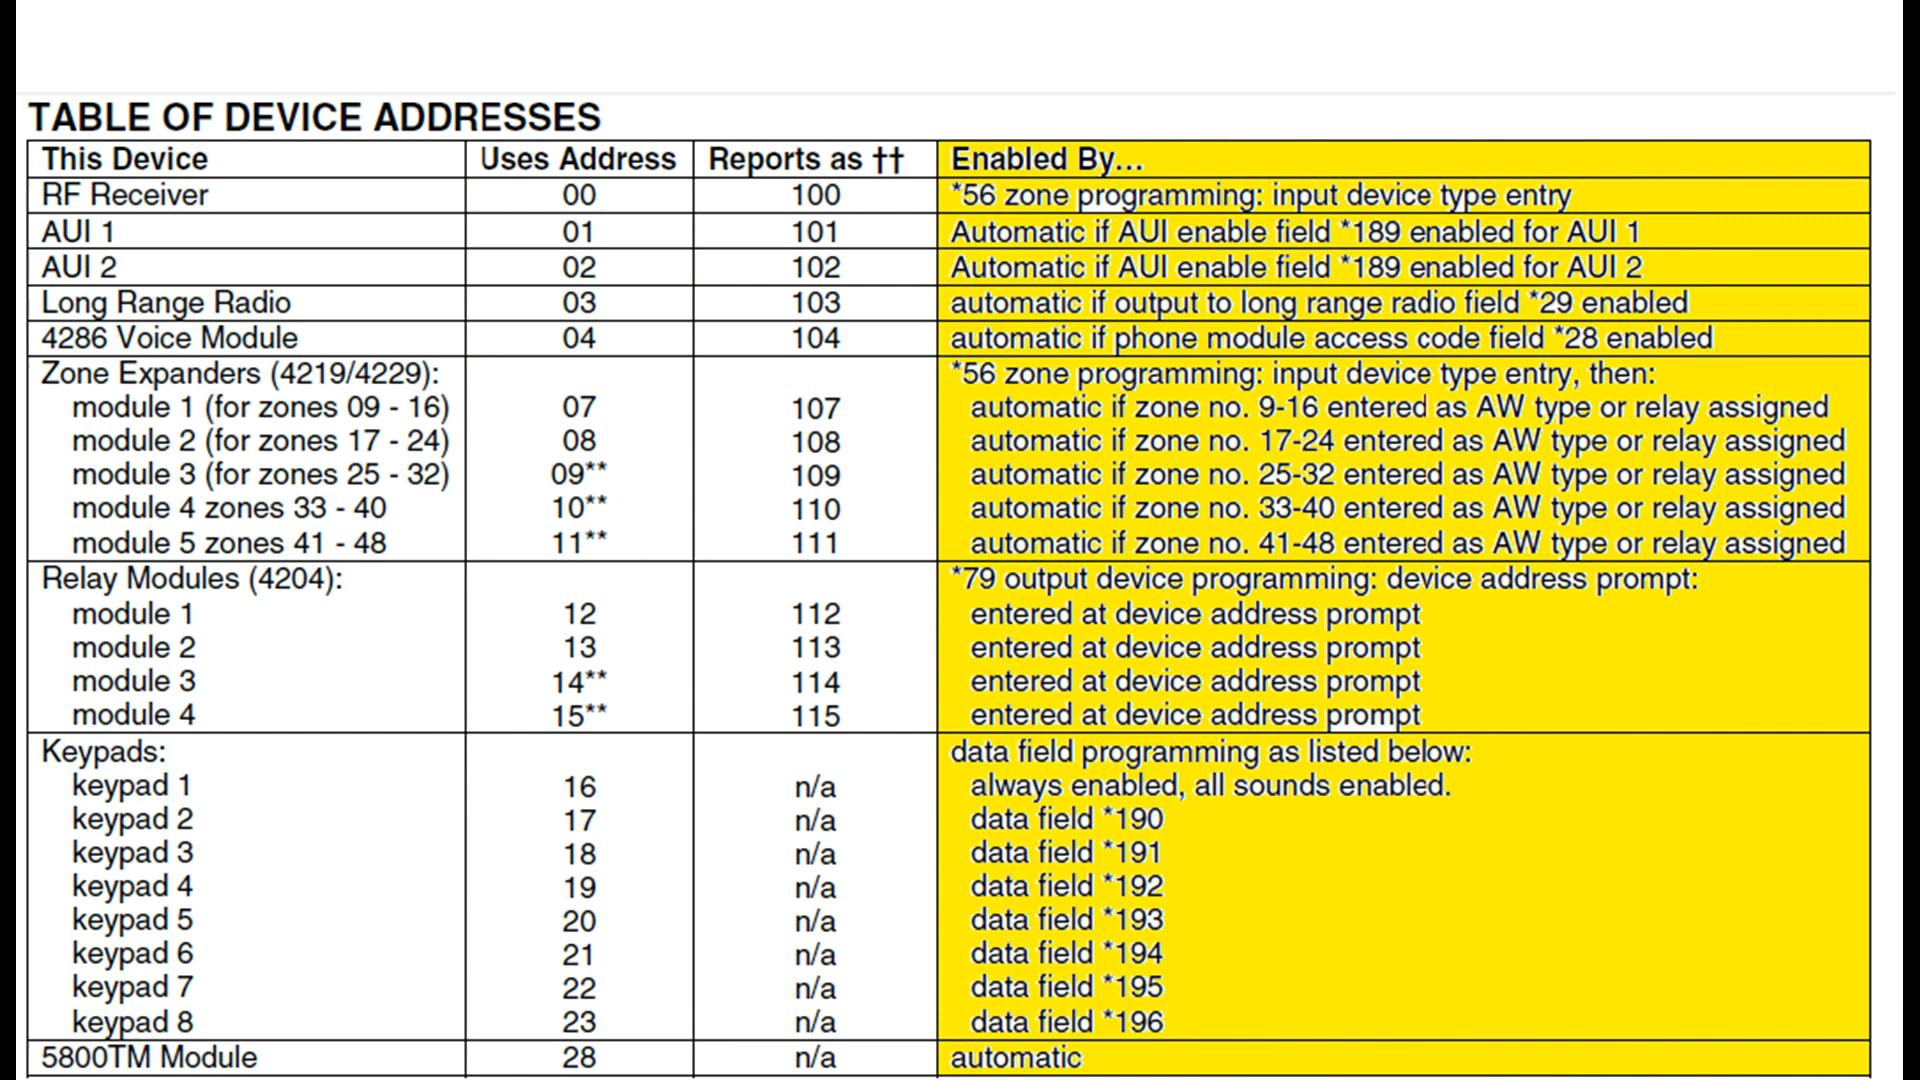 TABLE OF DEVICE ADDRESSES
This Device Uses Address Reports as †† Enabled By...
RF Receiver 00 100 *56 zone programming: input device type entry
AUI 1 01 101 Automatic if AUI enable field *189 enabled for AUI 1
AUI 2 02 102 Automatic if AUI enable field *189 enabled for AUI 2
Long Range Radio 03 103 automatic if output to long range radio field *29 enabled
4286 Voice Module 04 104 automatic if phone module access code field *28 enabled
Zone Expanders (4219/4229): *56 zone programming: input device type entry, then:
module 1 (for zones 09 - 16) 07 107 automatic if zone no. 9-16 entered as AW type or relay assigned
module 2 (for zones 17 - 24) 08 108 automatic if zone no. 17-24 entered as AW type or relay assigned
module 3 (for zones 25 - 32) 09** 109 automatic if zone no. 25-32 entered as AW type or relay assigned
module 4 zones 33 - 40 10** 110 automatic if zone no. 33-40 entered as AW type or relay assigned
module 5 zones 41 - 48 11** 111 automatic if zone no. 41-48 entered as AW type or relay assigned
Relay Modules (4204): *79 output device programming: device address prompt:
module 1 12 112 entered at device address prompt
module 2 13 113 entered at device address prompt
module 3 14** 114 entered at device address prompt
module 4 15** 115 entered at device address prompt
Keypads: data field programming as listed below:
keypad 1 16 n/a always enabled, all sounds enabled.
keypad 2 17 n/a data field *190
keypad 3 18 n/a data field *191
keypad 4 19 n/a data field *192
keypad 5 20 n/a data field *193
keypad 6 21 n/a data field *194
keypad 7 22 n/a data field *195
keypad 8 23 n/a data field *196
5800TM Module 28 n/a automatic